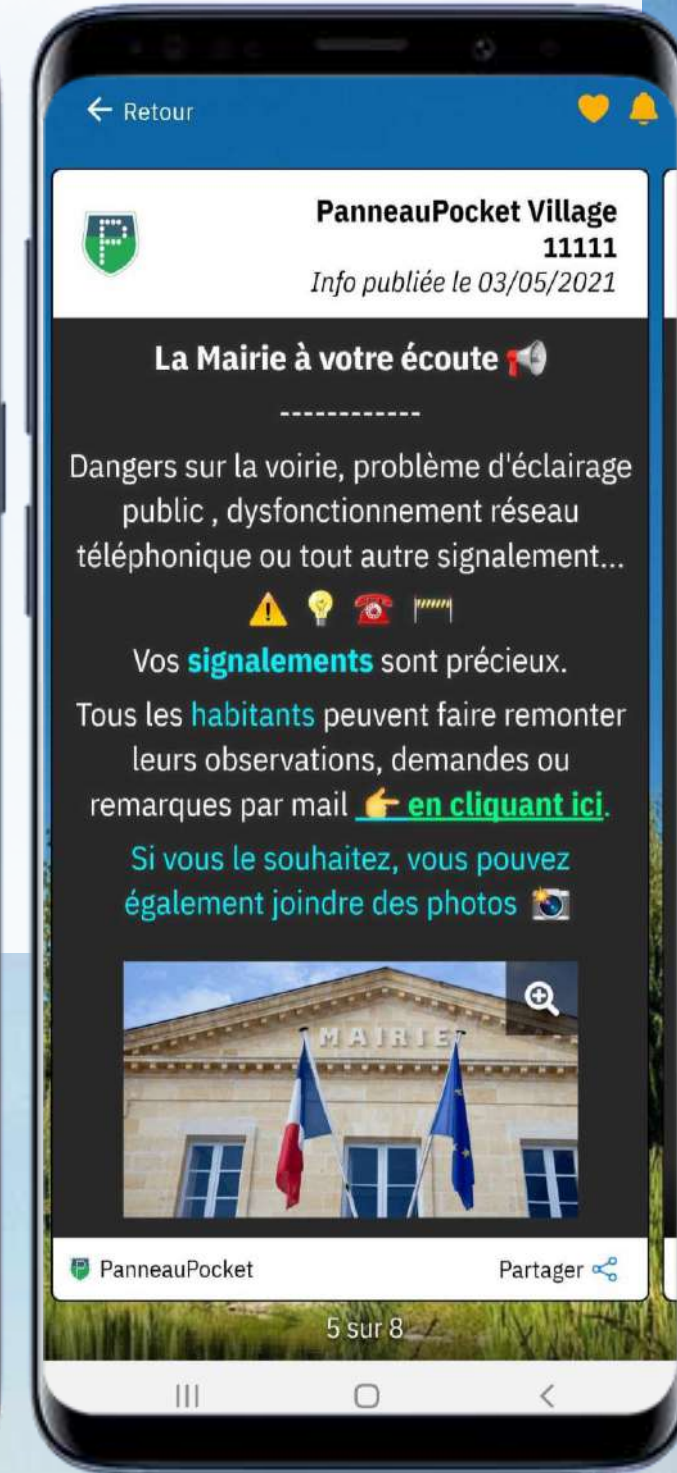 ← Retour
PanneauPocket Village
11111
Info publiée le 03/05/2021
La Mairie à votre écoute 📢
------------
Dangers sur la voirie, problème d'éclairage
public , dysfonctionnement réseau
téléphonique ou tout autre signalement...
⚠️ 💡 ☎️ 🚧
Vos signalements sont précieux.
Tous les habitants peuvent faire remonter
leurs observations, demandes ou
remarques par mail 👉 en cliquant ici.
Si vous le souhaitez, vous pouvez
également joindre des photos 📸
MAIRIE
PanneauPocket
Partager
5 sur 8